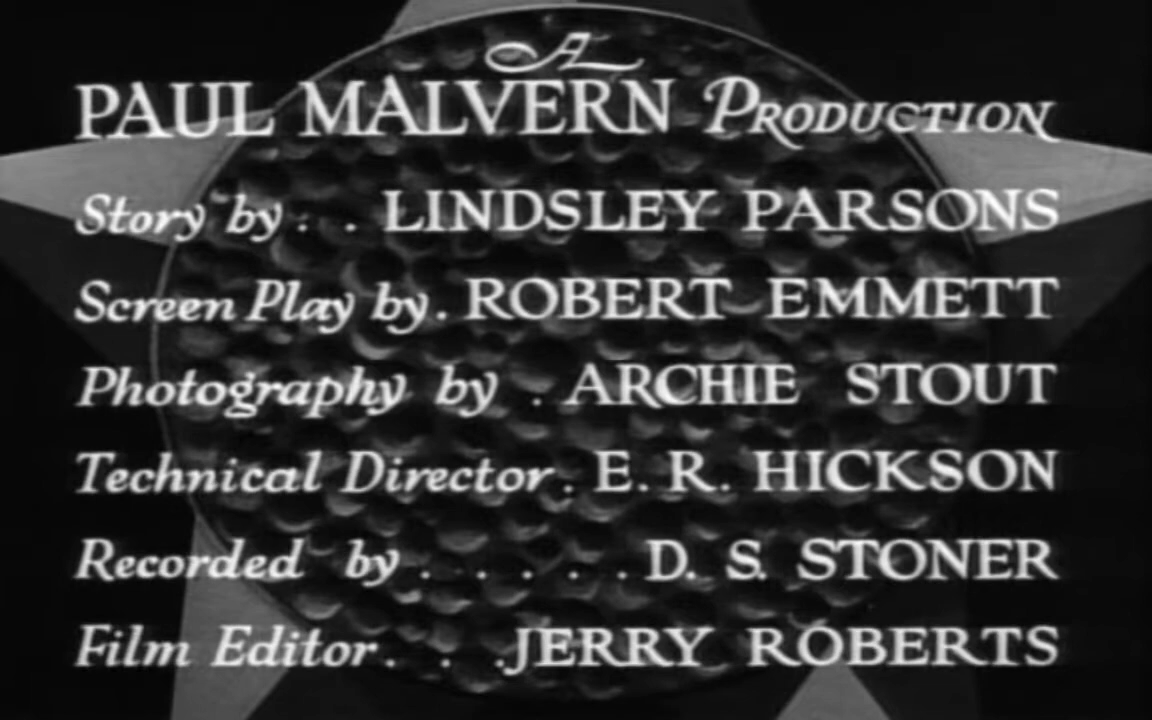 A
PAUL MALVERN PRODUCTION
Story by . . LINDSLEY PARSONS
Screen Play by . ROBERT EMMETT
Photography by . ARCHIE STOUT
Technical Director . E. R. HICKSON
Recorded by . . . . . D. S. STONER
Film Editor . . . JERRY ROBERTS